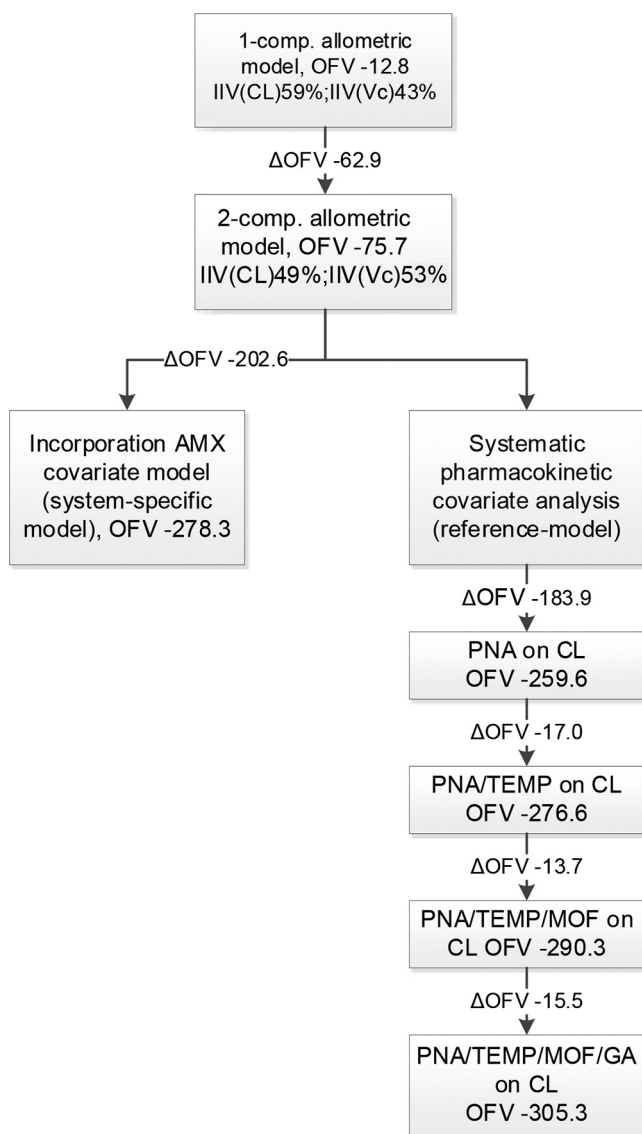 1-comp. allometric
model, OFV -12.8
IIV(CL)59%;IIV(Vc)43%
ΔOFV -62.9
2-comp. allometric
model, OFV -75.7
IIV(CL)49%;IIV(Vc)53%
ΔOFV -202.6
Incorporation AMX
covariate model
(system-specific
model), OFV -278.3
Systematic
pharmacokinetic
covariate analysis
(reference-model)
ΔOFV -183.9
PNA on CL
OFV -259.6
ΔOFV -17.0
PNA/TEMP on CL
OFV -276.6
ΔOFV -13.7
PNA/TEMP/MOF on
CL OFV -290.3
ΔOFV -15.5
PNA/TEMP/MOF/GA
on CL
OFV -305.3